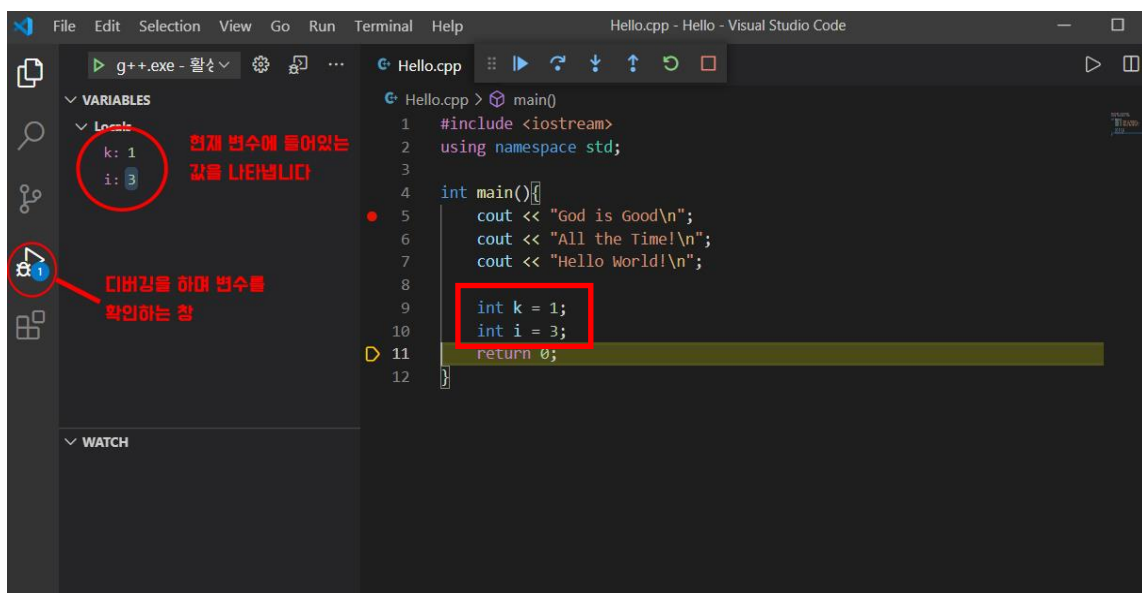 File Edit Selection View Go Run Terminal Help Hello.cpp - Hello - Visual Studio Code
g++.exe - 활성
Hello.cpp
VARIABLES
Locals
k: 1
i: 3
현재 변수에 들어있는
값을 나타냅니다
1
디버깅을 하며 변수를
확인하는 창
WATCH
Hello.cpp > main()
1 #include <iostream>
2 using namespace std;
3
4 int main(){
5 cout << "God is Good\n";
6 cout << "All the Time!\n";
7 cout << "Hello World!\n";
8
9 int k = 1;
10 int i = 3;
11 return 0;
12 }